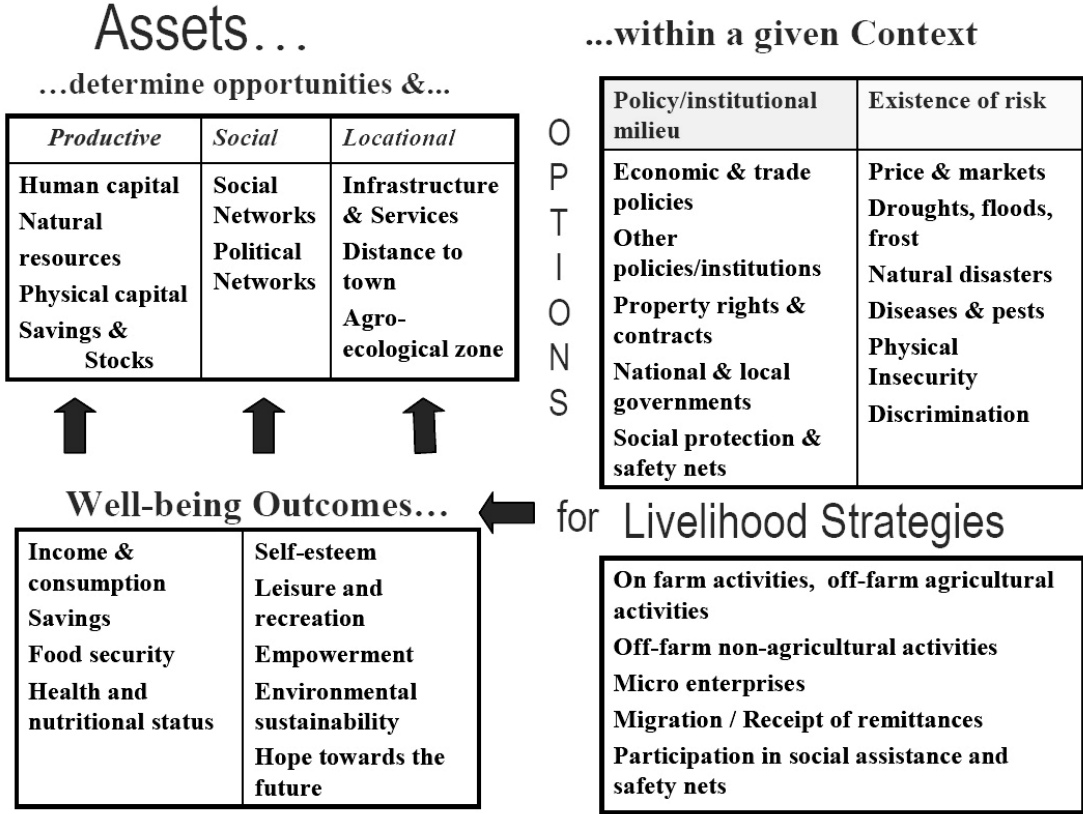 Assets...
...determine opportunities &...
Productive
Human capital
Natural
resources
Physical capital
Savings &
Stocks
Social
Social
Networks
Political
Networks
Locational
Infrastructure
& Services
Distance to
town
Agro-
ecological zone
OPTIONS
...within a given Context
Policy/institutional
milieu
Economic & trade
policies
Other
policies/institutions
Property rights &
contracts
National & local
governments
Social protection &
safety nets
Existence of risk
Price & markets
Droughts, floods,
frost
Natural disasters
Diseases & pests
Physical
Insecurity
Discrimination
for Livelihood Strategies
On farm activities, off-farm agricultural
activities
Off-farm non-agricultural activities
Micro enterprises
Migration / Receipt of remittances
Participation in social assistance and
safety nets
Well-being Outcomes...
Income &
consumption
Savings
Food security
Health and
nutritional status
Self-esteem
Leisure and
recreation
Empowerment
Environmental
sustainability
Hope towards the
future